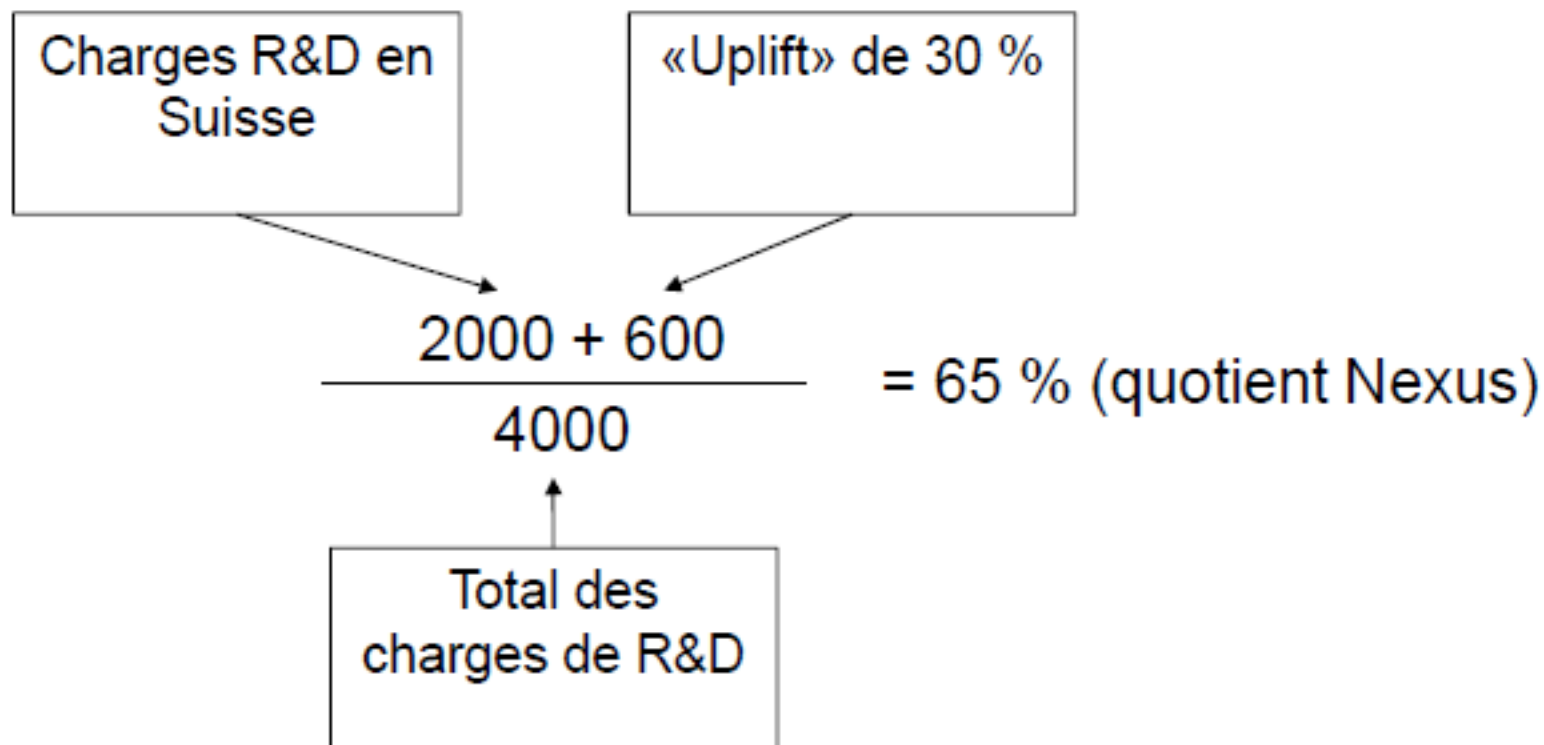 Charges R&D en
Suisse
«Uplift» de 30 %
2000 + 600
4000
= 65 % (quotient Nexus)
Total des
charges de R&D